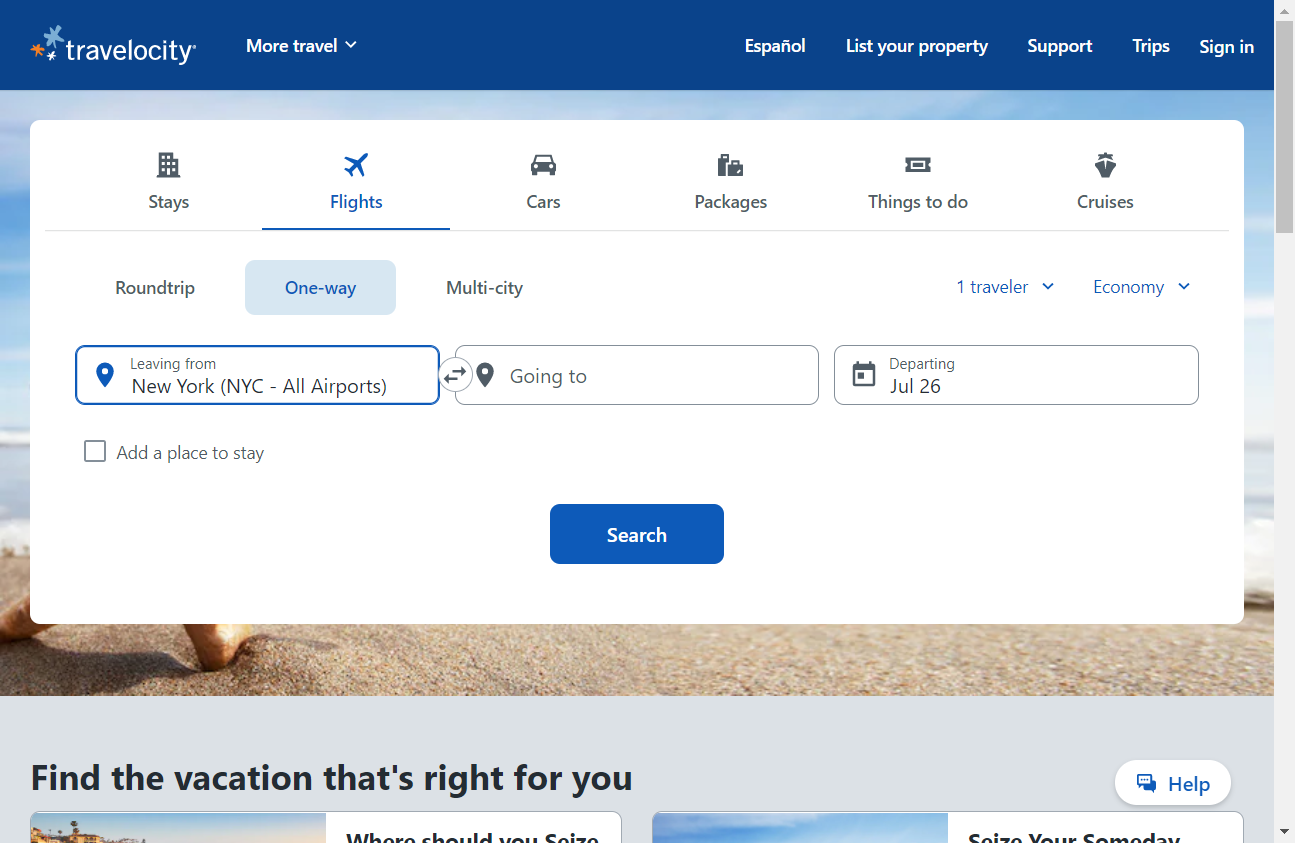 travelocity
More travel
Español
List your property
Support
Trips
Sign in
Stays
Flights
Cars
Packages
Things to do
Cruises
Roundtrip
One-way
Multi-city
1 traveler
Economy
Leaving from
New York (NYC - All Airports)
Going to
Departing
Jul 26
Add a place to stay
Search
Find the vacation that's right for you
Help
Where should you Seize
Seize Your Someday